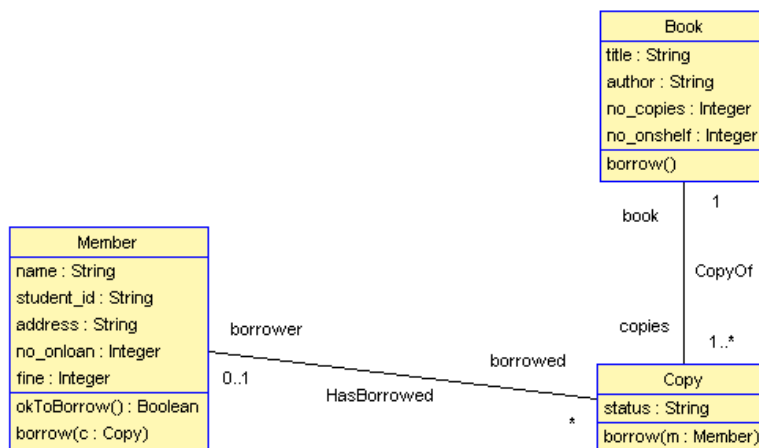 Book
title : String
author : String
no_copies : Integer
no_onshelf : Integer
borrow()
book
1
CopyOf
copies
1..*
Member
name : String
student_id : String
address : String
no_onloan : Integer
fine : Integer
okToBorrow() : Boolean
borrow(c : Copy)
borrower
0..1
HasBorrowed
borrowed
*
Copy
status : String
borrow(m : Member)